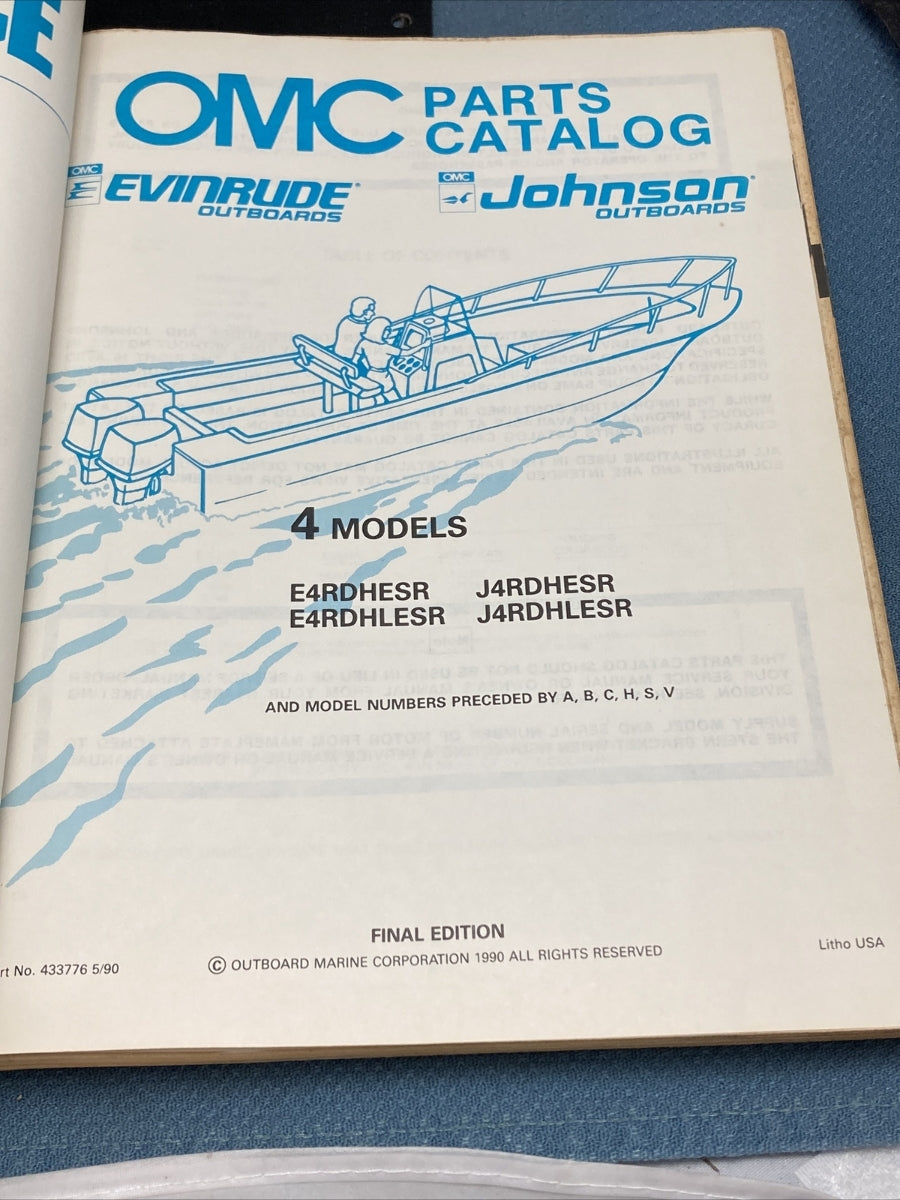 OMC PARTS
CATALOG
OMC
EVINRUDE®
OUTBOARDS
OMC
Johnson®
OUTBOARDS
4 MODELS
E4RDHESR J4RDHESR
E4RDHLESR J4RDHLESR
AND MODEL NUMBERS PRECEDED BY A, B, C, H, S, V
FINAL EDITION
rt No. 433776 5/90
© OUTBOARD MARINE CORPORATION 1990 ALL RIGHTS RESERVED
Litho USA